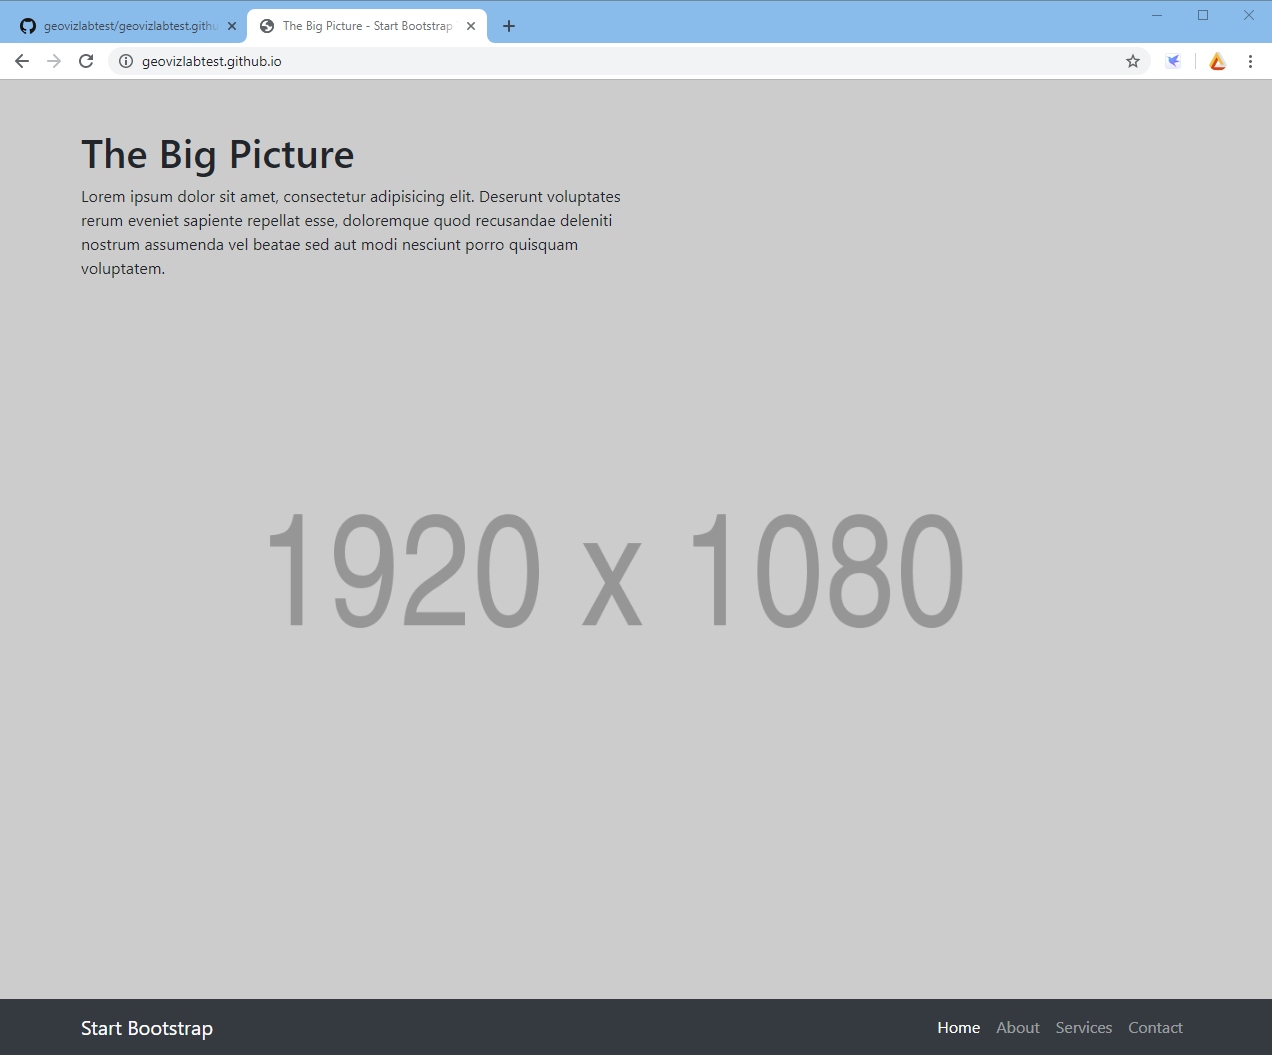 geovizlabtest/geovizlabtest.githu
The Big Picture - Start Bootstrap
geovizlabtest.github.io
The Big Picture
Lorem ipsum dolor sit amet, consectetur adipisicing elit. Deserunt voluptates
rerum eveniet sapiente repellat esse, doloremque quod recusandae deleniti
nostrum assumenda vel beatae sed aut modi nesciunt porro quisquam
voluptatem.
1920 x 1080
Start Bootstrap
Home About Services Contact